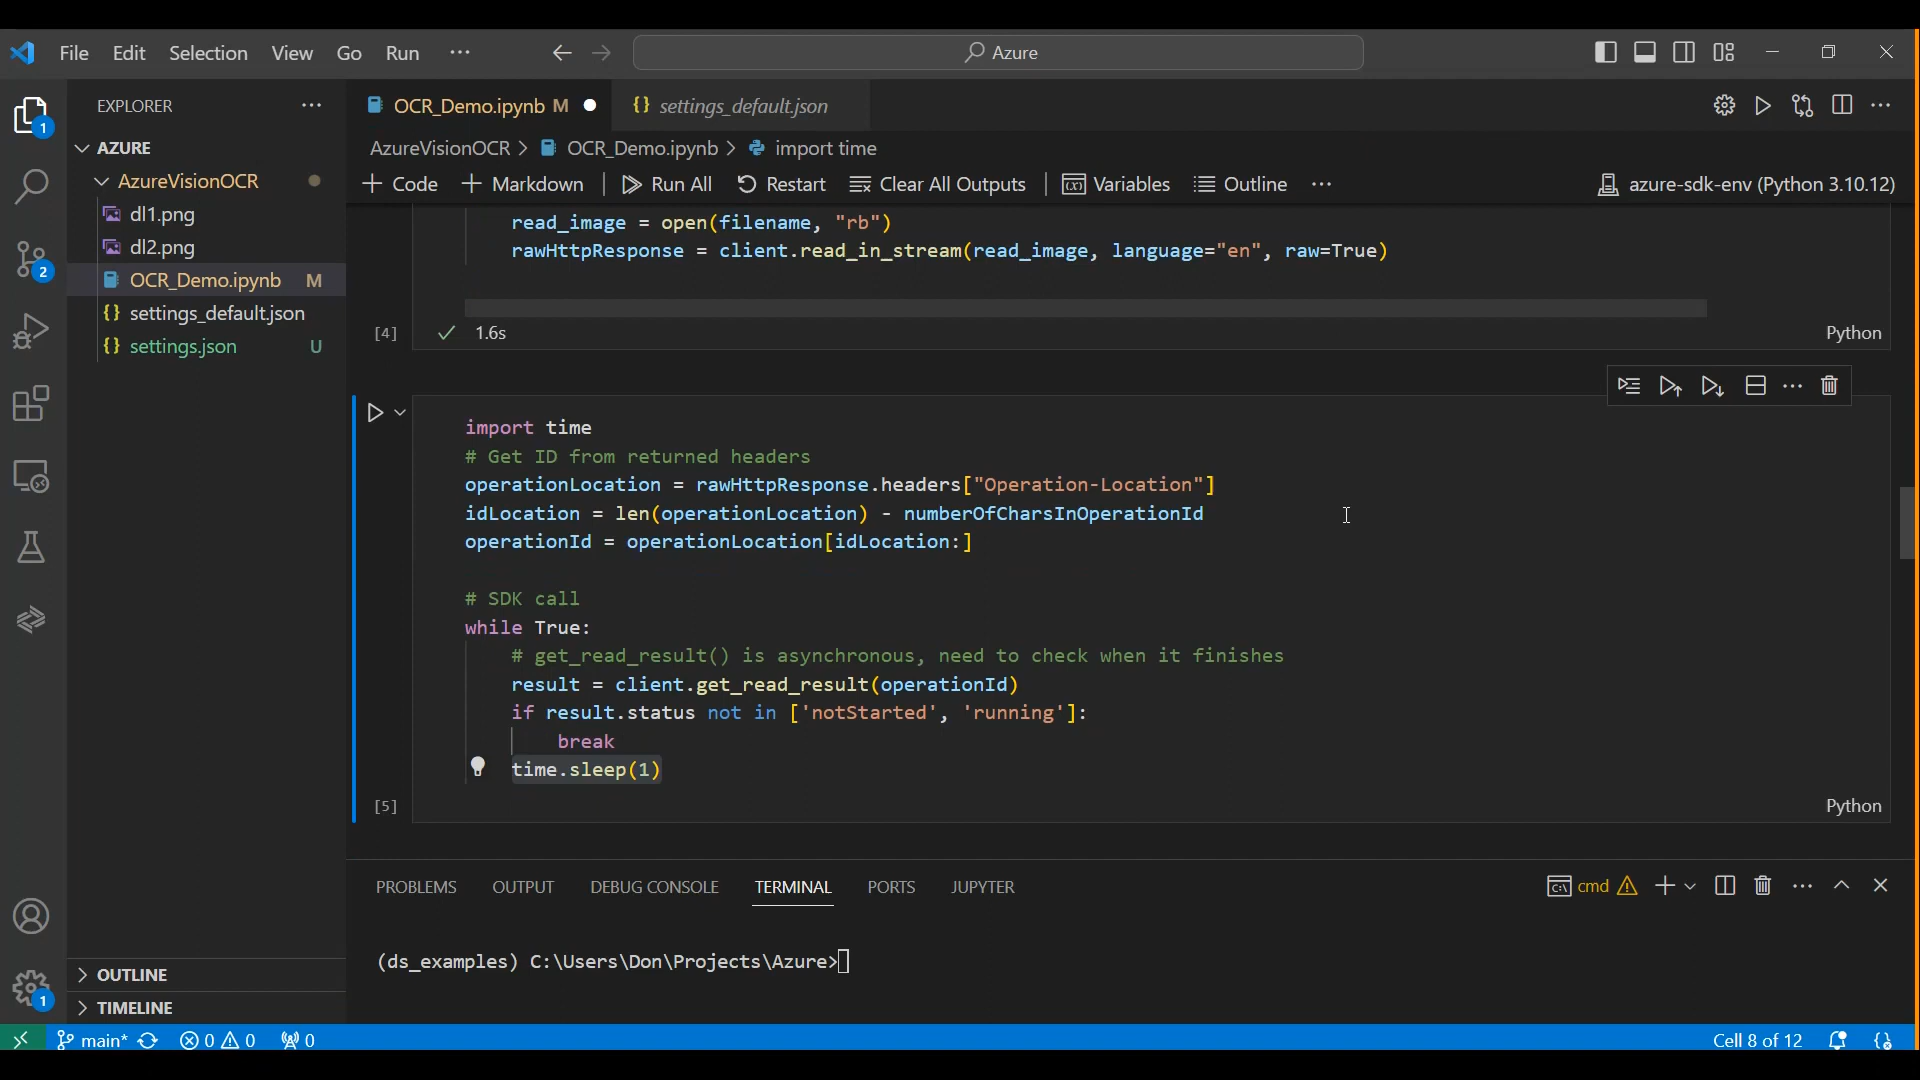 File Edit Selection View Go Run ··· Azure
EXPLORER ···
AZURE
AzureVisionOCR
dl1.png
dl2.png
OCR_Demo.ipynb M
settings_default.json
settings.json U
OUTLINE
TIMELINE
1
2
1
OCR_Demo.ipynb M settings_default.json
AzureVisionOCR > OCR_Demo.ipynb > import time
+ Code + Markdown Run All Restart Clear All Outputs Variables Outline ··· azure-sdk-env (Python 3.10.12)
read_image = open(filename, "rb")
rawHttpResponse = client.read_in_stream(read_image, language="en", raw=True)
[4] 1.6s Python
import time
# Get ID from returned headers
operationLocation = rawHttpResponse.headers["Operation-Location"]
idLocation = len(operationLocation) - numberOfCharsInOperationId
operationId = operationLocation[idLocation:]
# SDK call
while True:
# get_read_result() is asynchronous, need to check when it finishes
result = client.get_read_result(operationId)
if result.status not in ['notStarted', 'running']:
break
time.sleep(1)
[5] Python
PROBLEMS OUTPUT DEBUG CONSOLE TERMINAL PORTS JUPYTER cmd
(ds_examples) C:\Users\Don\Projects\Azure>
main* 0 0 0 Cell 8 of 12